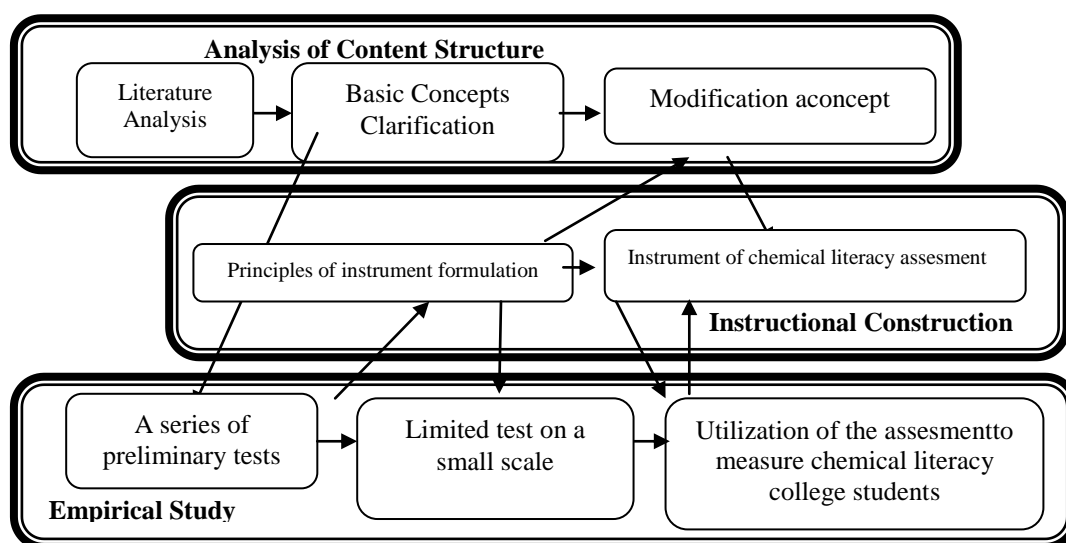 Analysis of Content Structure
Literature
Analysis
Basic Concepts
Clarification
Modification aconcept
Principles of instrument formulation
Instrument of chemical literacy assesment
Instructional Construction
A series of
preliminary tests
Limited test on a
small scale
Utilization of the assesmentto
measure chemical literacy
college students
Empirical Study